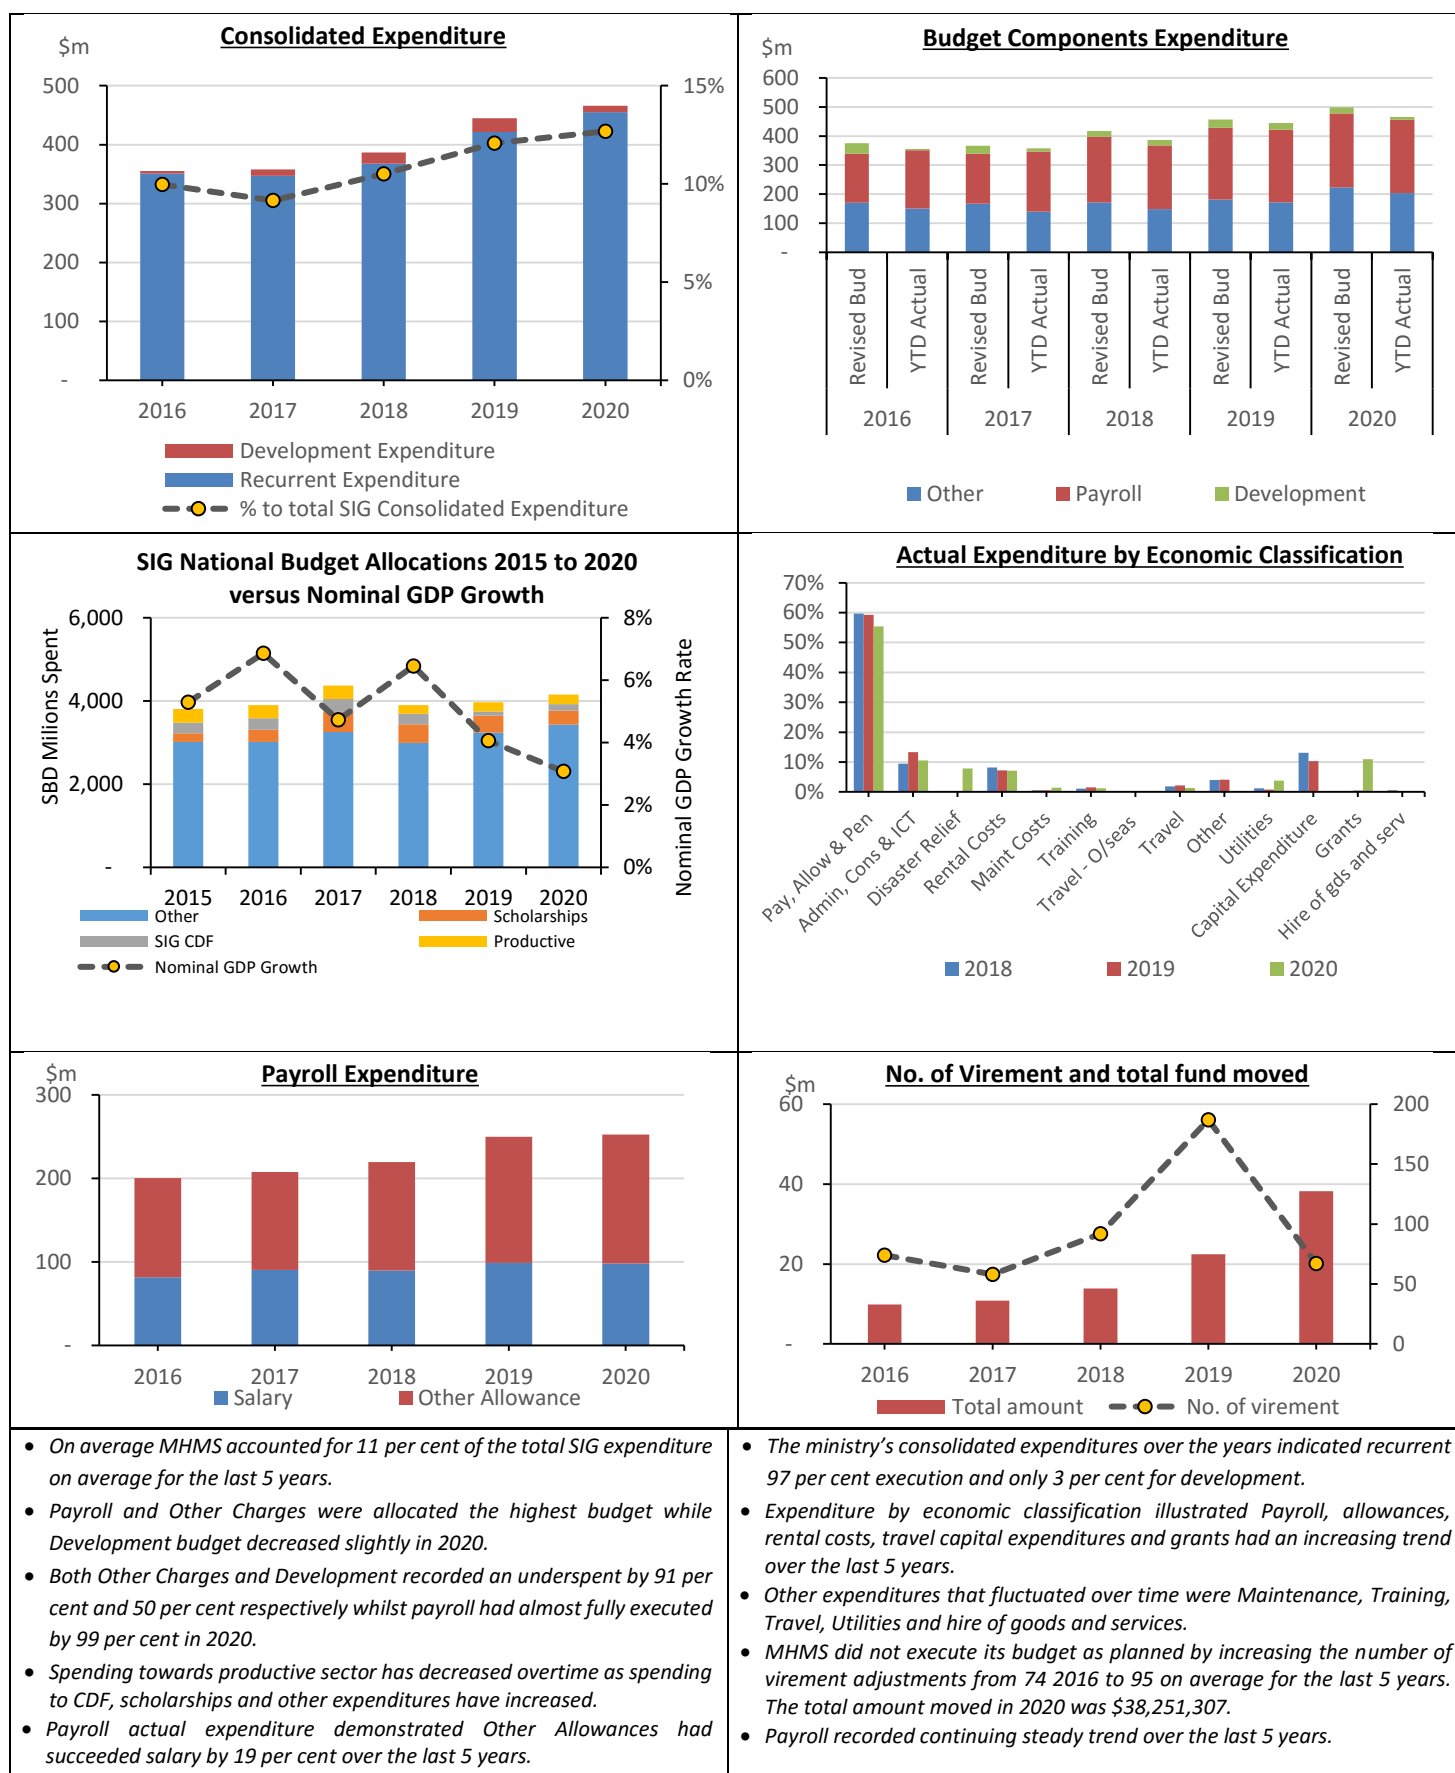 Consolidated Expenditure
$m
500
400
300
200
100
-
15%
10%
5%
0%
2016 2017 2018 2019 2020
Development Expenditure
Recurrent Expenditure
% to total SIG Consolidated Expenditure
Budget Components Expenditure
$m
600
500
400
300
200
100
-
Revised Bud YTD Actual Revised Bud YTD Actual Revised Bud YTD Actual Revised Bud YTD Actual Revised Bud YTD Actual
2016 2017 2018 2019 2020
Other Payroll Development
SIG National Budget Allocations 2015 to 2020
versus Nominal GDP Growth
SBD Milions Spent
6,000
4,000
2,000
-
8%
6%
4%
2%
0%
Nominal GDP Growth Rate
2015 2016 2017 2018 2019 2020
Other Scholarships
SIG CDF Productive
Nominal GDP Growth
Actual Expenditure by Economic Classification
70%
60%
50%
40%
30%
20%
10%
0%
Pay, Allow & Pen
Admin, Cons & ICT
Disaster Relief
Rental Costs
Maint Costs
Training
Travel - O/seas
Travel
Other
Utilities
Capital Expenditure
Grants
Hire of gds and serv
2018 2019 2020
Payroll Expenditure
$m
300
200
100
-
2016 2017 2018 2019 2020
Salary Other Allowance
No. of Virement and total fund moved
$m
60
40
20
-
200
150
100
50
0
2016 2017 2018 2019 2020
Total amount No. of virement
• On average MHMS accounted for 11 per cent of the total SIG expenditure
on average for the last 5 years.
• Payroll and Other Charges were allocated the highest budget while
Development budget decreased slightly in 2020.
• Both Other Charges and Development recorded an underspent by 91 per
cent and 50 per cent respectively whilst payroll had almost fully executed
by 99 per cent in 2020.
• Spending towards productive sector has decreased overtime as spending
to CDF, scholarships and other expenditures have increased.
• Payroll actual expenditure demonstrated Other Allowances had
succeeded salary by 19 per cent over the last 5 years.
• The ministry's consolidated expenditures over the years indicated recurrent
97 per cent execution and only 3 per cent for development.
• Expenditure by economic classification illustrated Payroll, allowances,
rental costs, travel capital expenditures and grants had an increasing trend
over the last 5 years.
• Other expenditures that fluctuated over time were Maintenance, Training,
Travel, Utilities and hire of goods and services.
• MHMS did not execute its budget as planned by increasing the number of
virement adjustments from 74 2016 to 95 on average for the last 5 years.
The total amount moved in 2020 was $38,251,307.
• Payroll recorded continuing steady trend over the last 5 years.